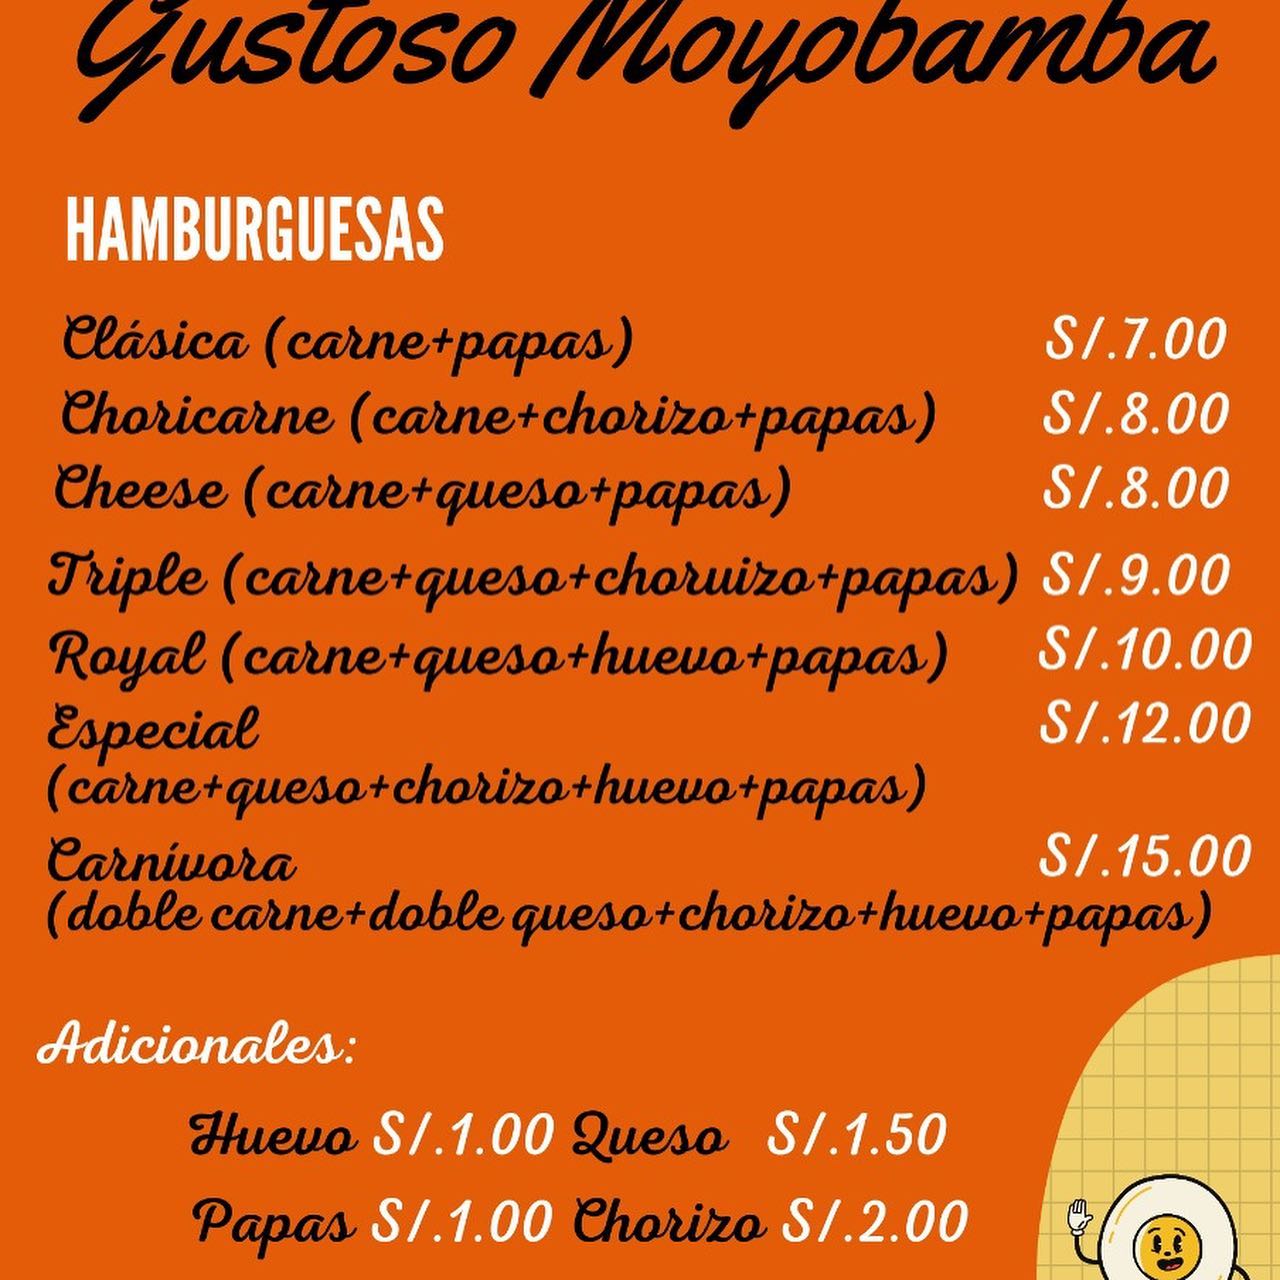 Gustoso Moyobamba
HAMBURGUESAS
Clásica (carne+papas) S/.7.00
Choricarne (carne+chorizo+papas) S/.8.00
Cheese (carne+queso+papas) S/.8.00
Triple (carne+queso+choruizo+papas) S/.9.00
Royal (carne+queso+huevo+papas) S/.10.00
Especial S/.12.00
(carne+queso+chorizo+huevo+papas)
Carnívora S/.15.00
(doble carne+doble queso+chorizo+huevo+papas)
Adicionales:
Huevo S/.1.00 Queso S/.1.50
Papas S/.1.00 Chorizo S/.2.00